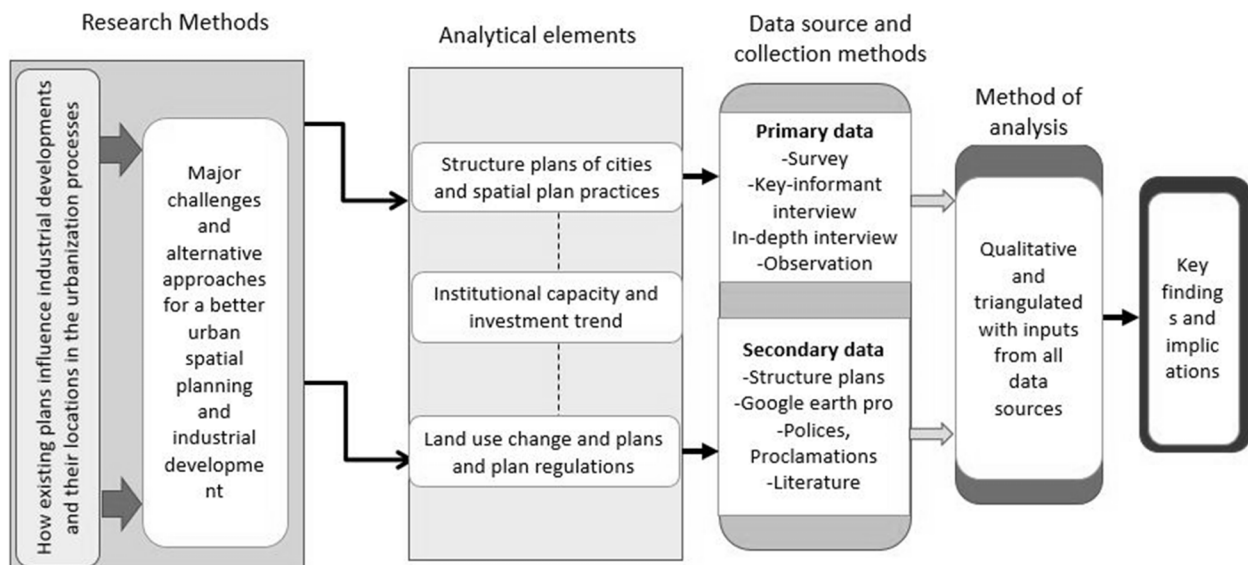 Research Methods
How existing plans influence industrial developments
and their locations in the urbanization processes
Major
challenges
and
alternative
approaches
for a better
urban
spatial
planning
and
industrial
developme
nt
Analytical elements
Structure plans of cities
and spatial plan practices
Institutional capacity and
investment trend
Land use change and plans
and plan regulations
Data source and
collection methods
Primary data
-Survey
-Key-informant
interview
In-depth interview
-Observation
Secondary data
-Structure plans
-Google earth pro
-Polices,
Proclamations
-Literature
Method of
analysis
Qualitative
and
triangulated
with inputs
from all
data
sources
Key
finding
s and
implic
ations